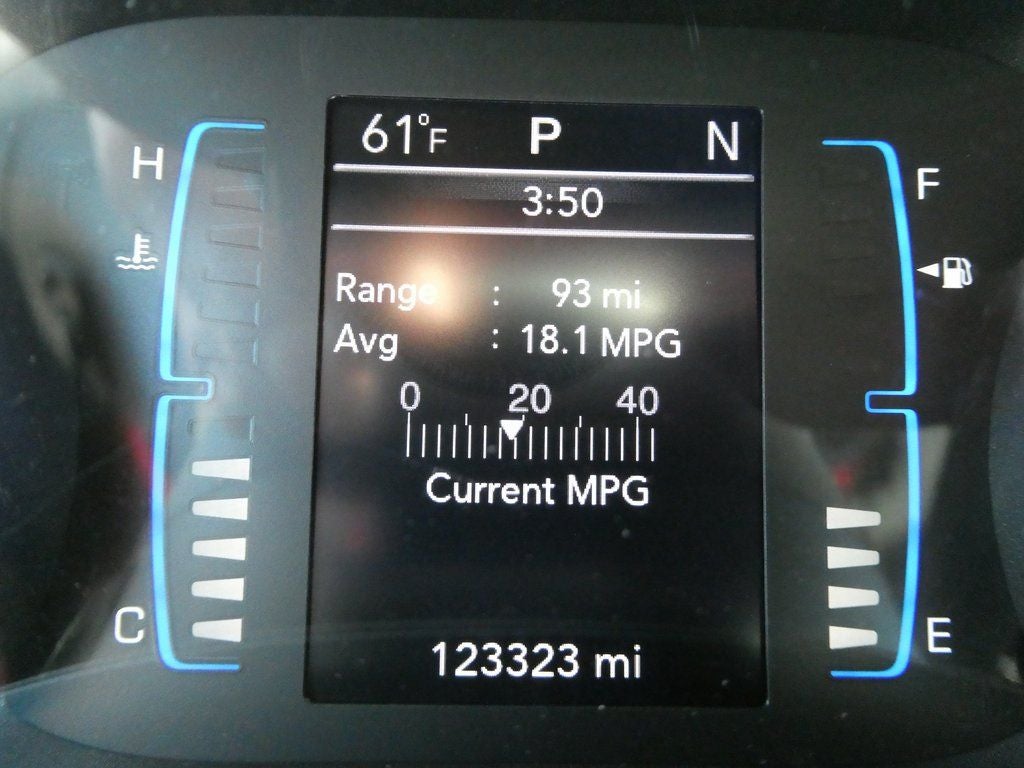 61°F P N
3:50
H
F
Range : 93 mi
Avg : 18.1 MPG
0 20 40
Current MPG
C
E
123323 mi